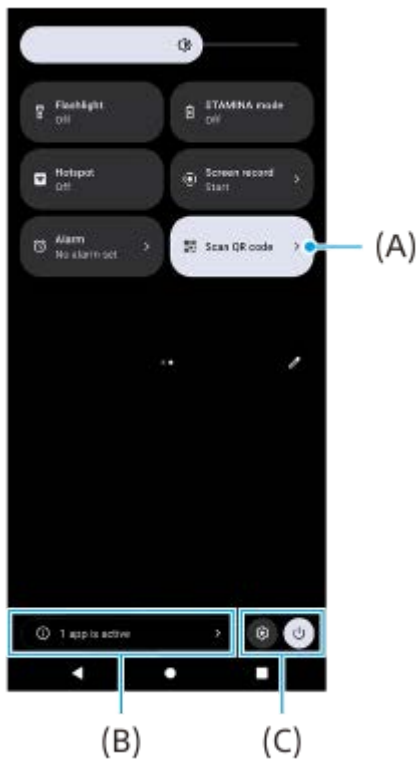 Flashlight
Off
STAMINA mode
Off
Hotspot
Off
Screen record
Start
Alarm
No alarm set
Scan QR code
(A)
1 app is active
(B)
(C)